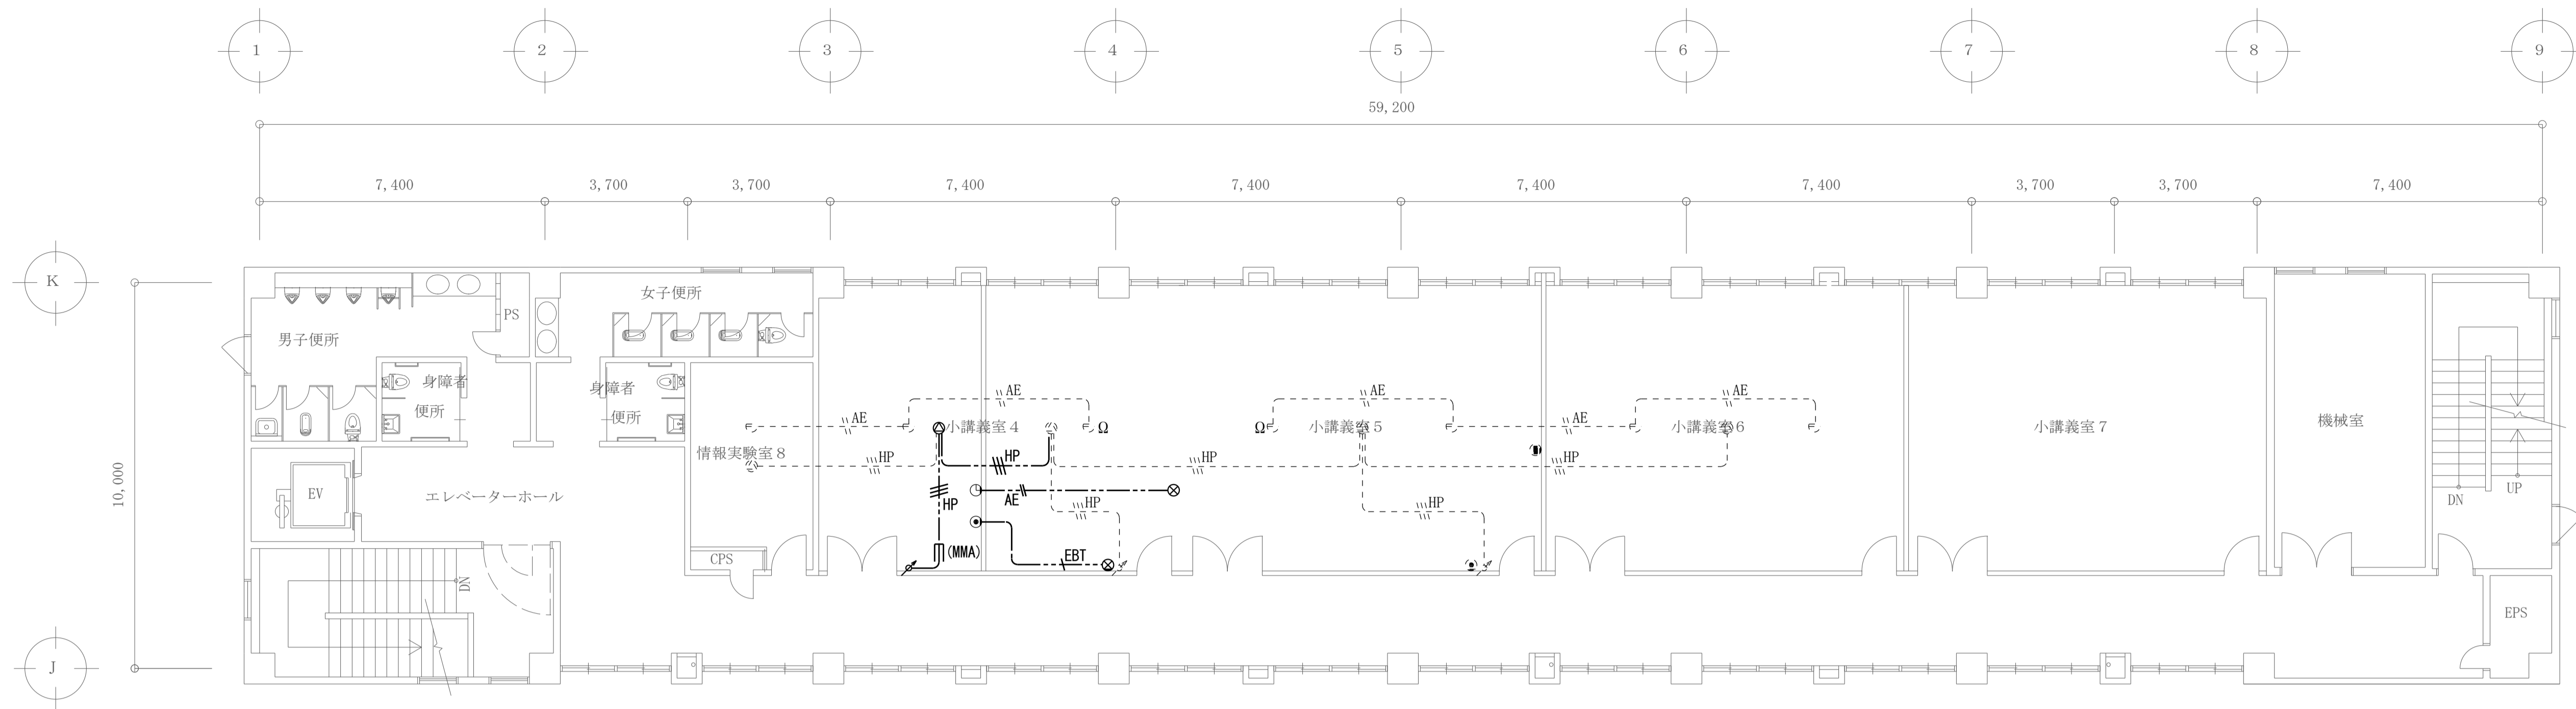 1 2 3 4 5 6 7 8 9
59,200
7,400 3,700 3,700 7,400 7,400 7,400 7,400 3,700 3,700 7,400
K
女子便所
PS
男子便所
身障者
便所
身障者
便所
AE AE AE
AE AE
小講義室4 Ω Ω 小講義室5 小講義室6 小講義室7 機械室
情報実験室8
HP HP HP HP
10,000
EV エレベーターホール
HP AE HP HP
DN UP
(MMA) EBT
CPS
DN
EPS
J